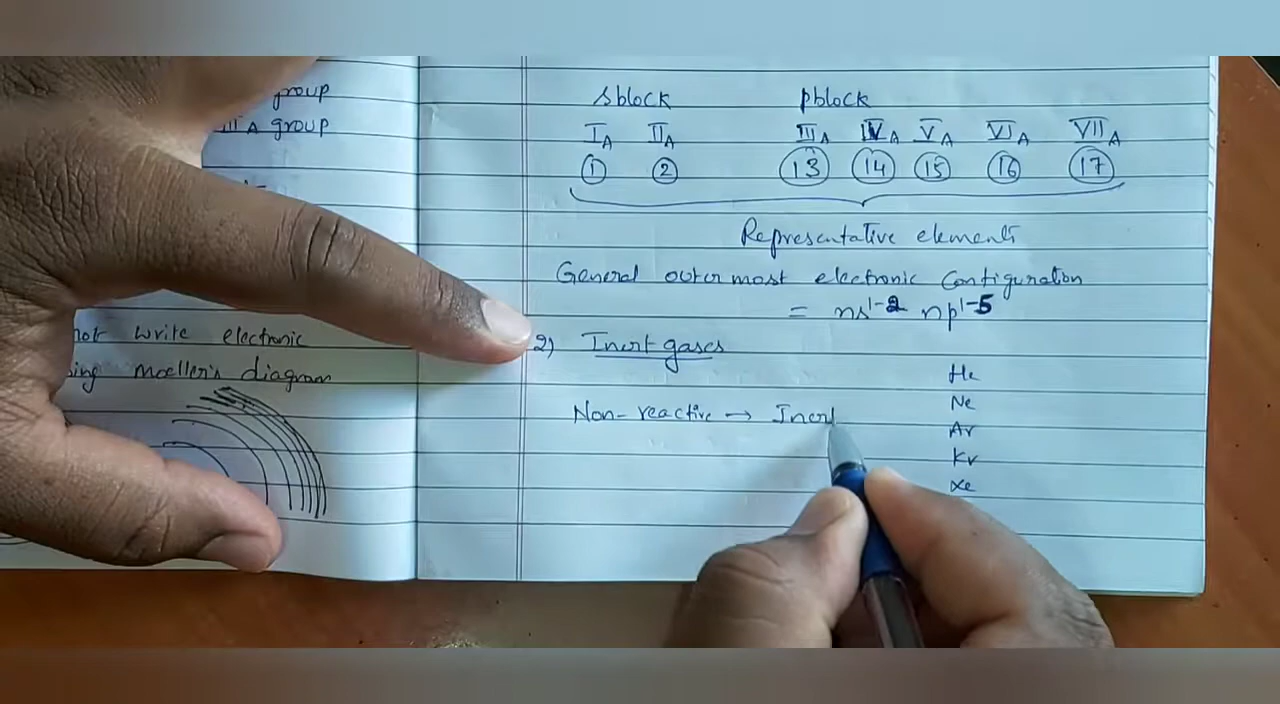 group
A group
not write electronic
ing moeller's diagram
s block p block
I A II A III A IV A V A VI A VII A
1 2 13 14 15 16 17
Representative elements
General outermost electronic Configuration
= ns1-2 np1-5
2) Inert gases
He
Ne
Non-reactive → Inert
Ar
Kr
Xe